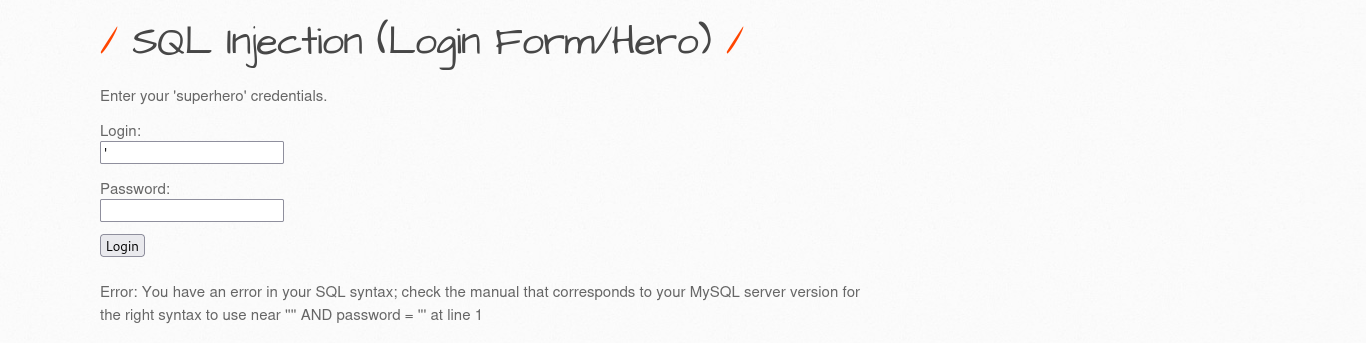 / SQL Injection (Login Form/Hero) /
Enter your 'superhero' credentials.
Login:
'
Password:
Login
Error: You have an error in your SQL syntax; check the manual that corresponds to your MySQL server version for
the right syntax to use near ''''' AND password = ''' at line 1